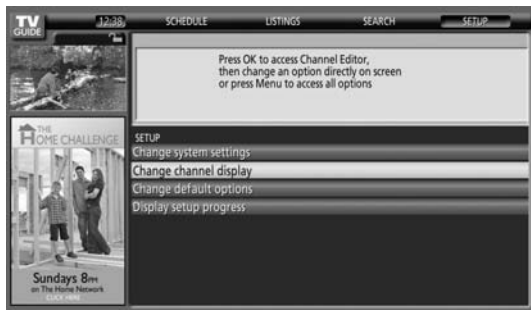 TV
GUIDE
12:38
SCHEDULE
LISTINGS
SEARCH
SETUP
Press OK to access Channel Editor,
then change an option directly on screen
or press Menu to access all options
THE
HOME CHALLENGE
Sundays 8PM
on The Home Network
CLICK HERE
SETUP
Change system settings
Change channel display
Change default options
Display setup progress